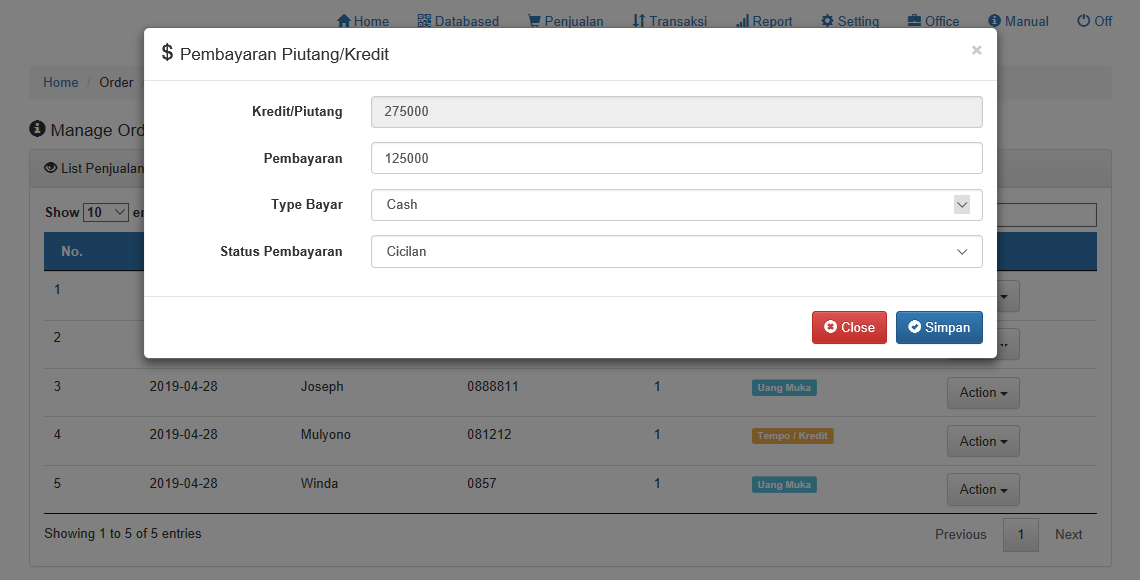 Home Databased Penjualan Transaksi Report Setting Office Manual Off
$ Pembayaran Piutang/Kredit ×
Home / Order
Manage Ord
List Penjualan
Show 10 en
No.
Kredit/Piutang 275000
Pembayaran 125000
Type Bayar Cash
Status Pembayaran Cicilan
Close Simpan
1
2
3 2019-04-28 Joseph 0888811 1 Uang Muka Action
4 2019-04-28 Mulyono 081212 1 Tempo / Kredit Action
5 2019-04-28 Winda 0857 1 Uang Muka Action
Showing 1 to 5 of 5 entries Previous 1 Next